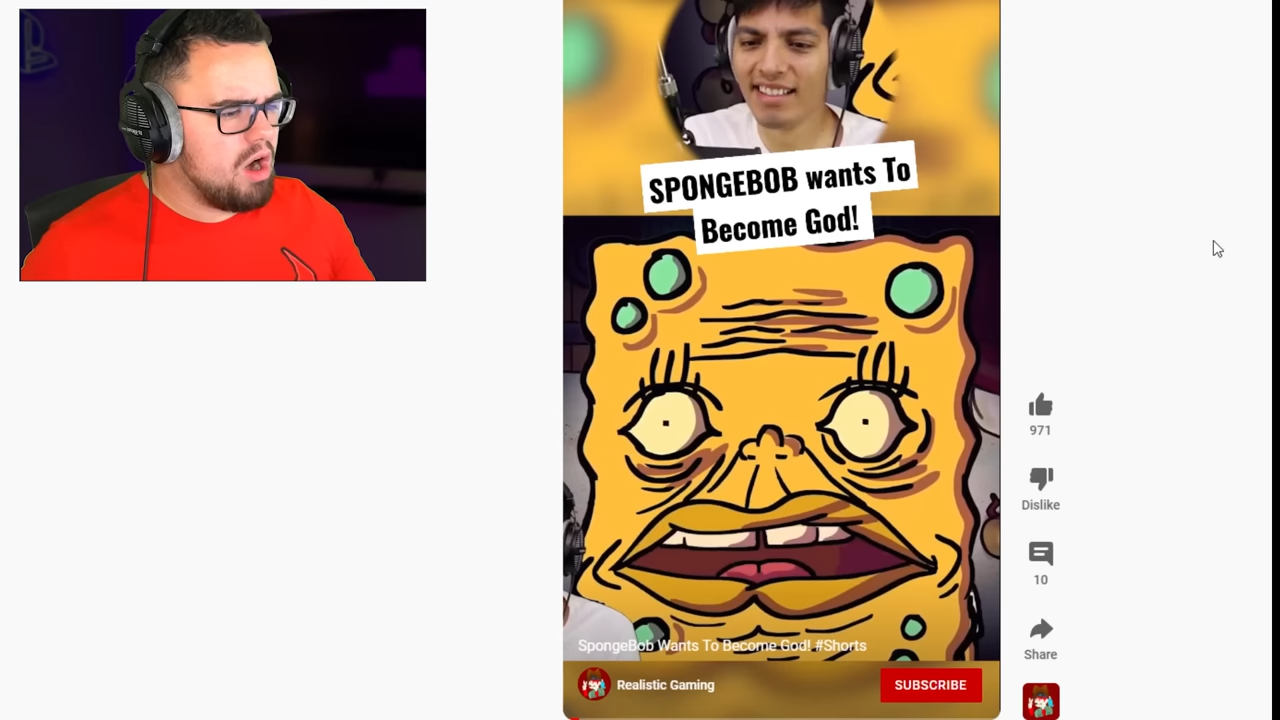 SPONGEBOB wants To
Become God!
SpongeBob Wants To Become God! #Shorts
Realistic Gaming
SUBSCRIBE
971
Dislike
10
Share